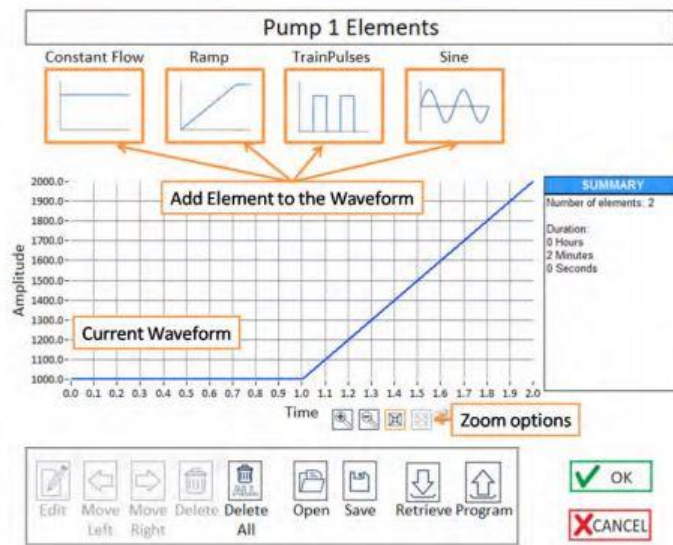 Pump 1 Elements
Constant Flow Ramp TrainPulses Sine
Add Element to the Waveform
SUMMARY
Number of elements: 2
Duration:
0 Hours
2 Minutes
0 Seconds
Amplitude
2000.0
1900.0
1800.0
1700.0
1600.0
1500.0
1400.0
1300.0
1200.0
1100.0
1000.0
Current Waveform
0.0 0.1 0.2 0.3 0.4 0.5 0.6 0.7 0.8 0.9 1.0 1.1 1.2 1.3 1.4 1.5 1.6 1.7 1.8 1.9 2.0
Time
Zoom options
Edit Move Left Move Right Delete Delete All Open Save Retrieve Program
ALL
OK
CANCEL